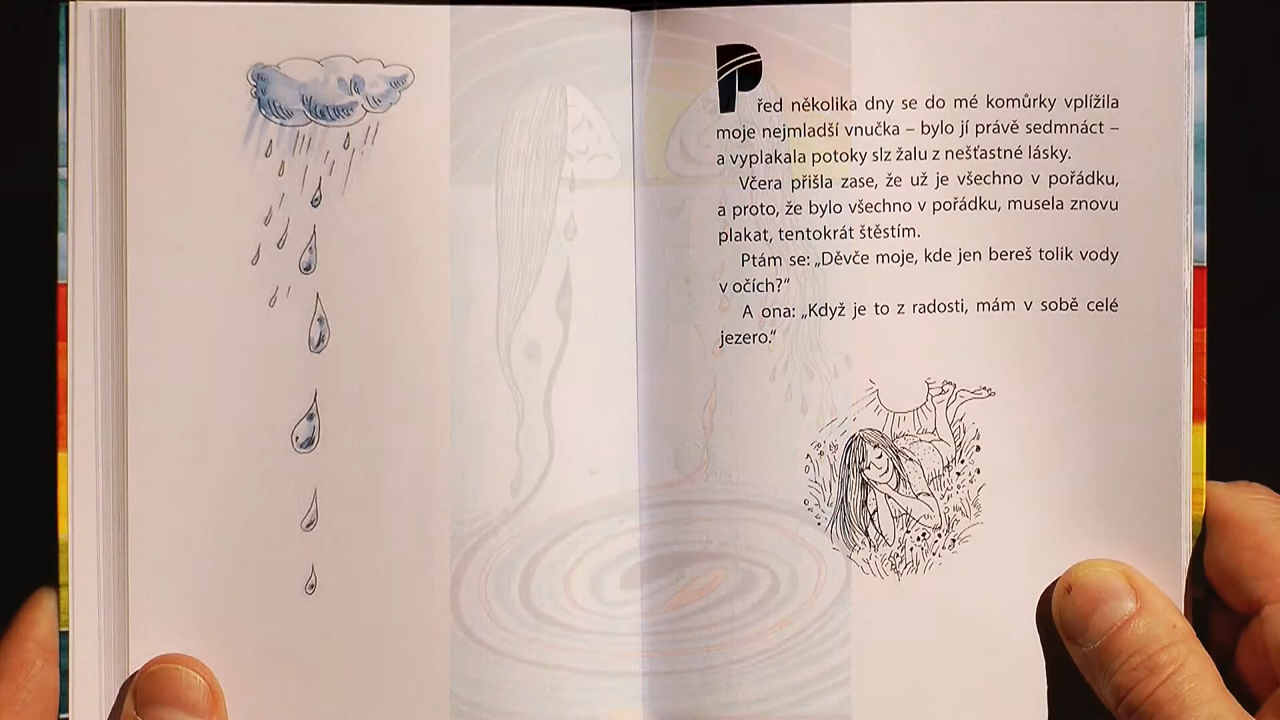 Před několika dny se do mé komůrky vplížila
moje nejmladší vnučka – bylo jí právě sedmnáct –
a vyplakala potoky slz žalu z nešťastné lásky.
Včera přišla zase, že už je všechno v pořádku,
a proto, že bylo všechno v pořádku, musela znovu
plakat, tentokrát štěstím.
Ptám se: „Děvče moje, kde jen bereš tolik vody
v očích?“
A ona: „Když je to z radosti, mám v sobě celé
jezero.“